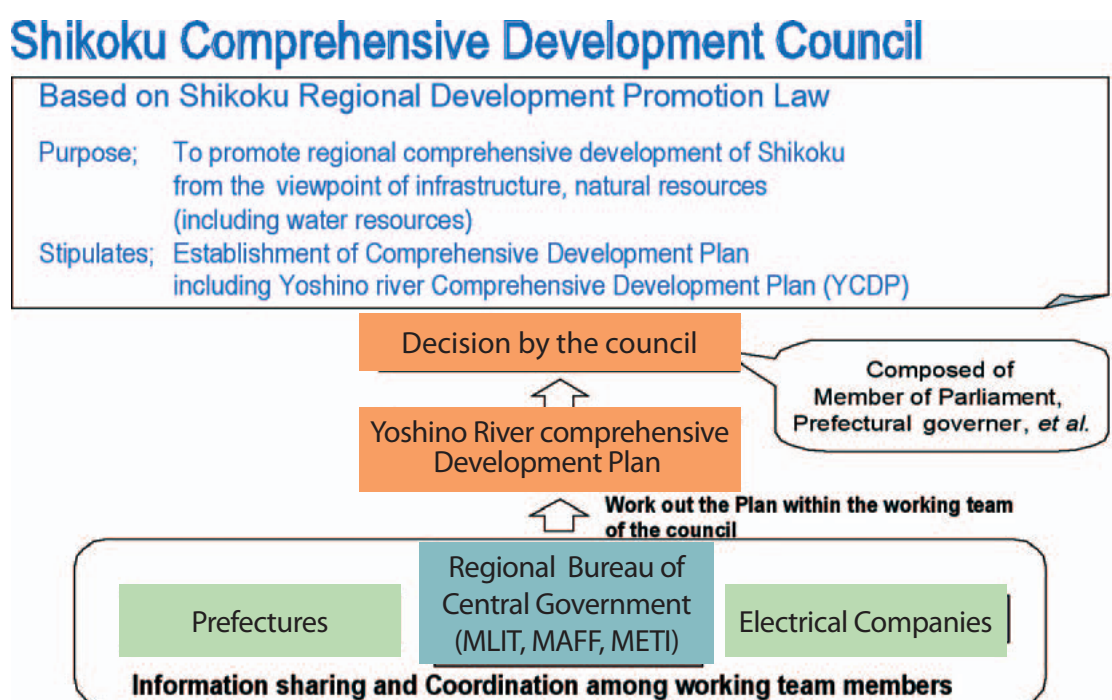 Shikoku Comprehensive Development Council
Based on Shikoku Regional Development Promotion Law
Purpose; To promote regional comprehensive development of Shikoku
from the viewpoint of infrastructure, natural resources
(including water resources)
Stipulates; Establishment of Comprehensive Development Plan
including Yoshino river Comprehensive Development Plan (YCDP)
Decision by the council
Composed of
Member of Parliament,
Prefectural governer, et al.
Yoshino River comprehensive
Development Plan
Work out the Plan within the working team
of the council
Prefectures
Regional Bureau of
Central Government
(MLIT, MAFF, METI)
Electrical Companies
Information sharing and Coordination among working team members